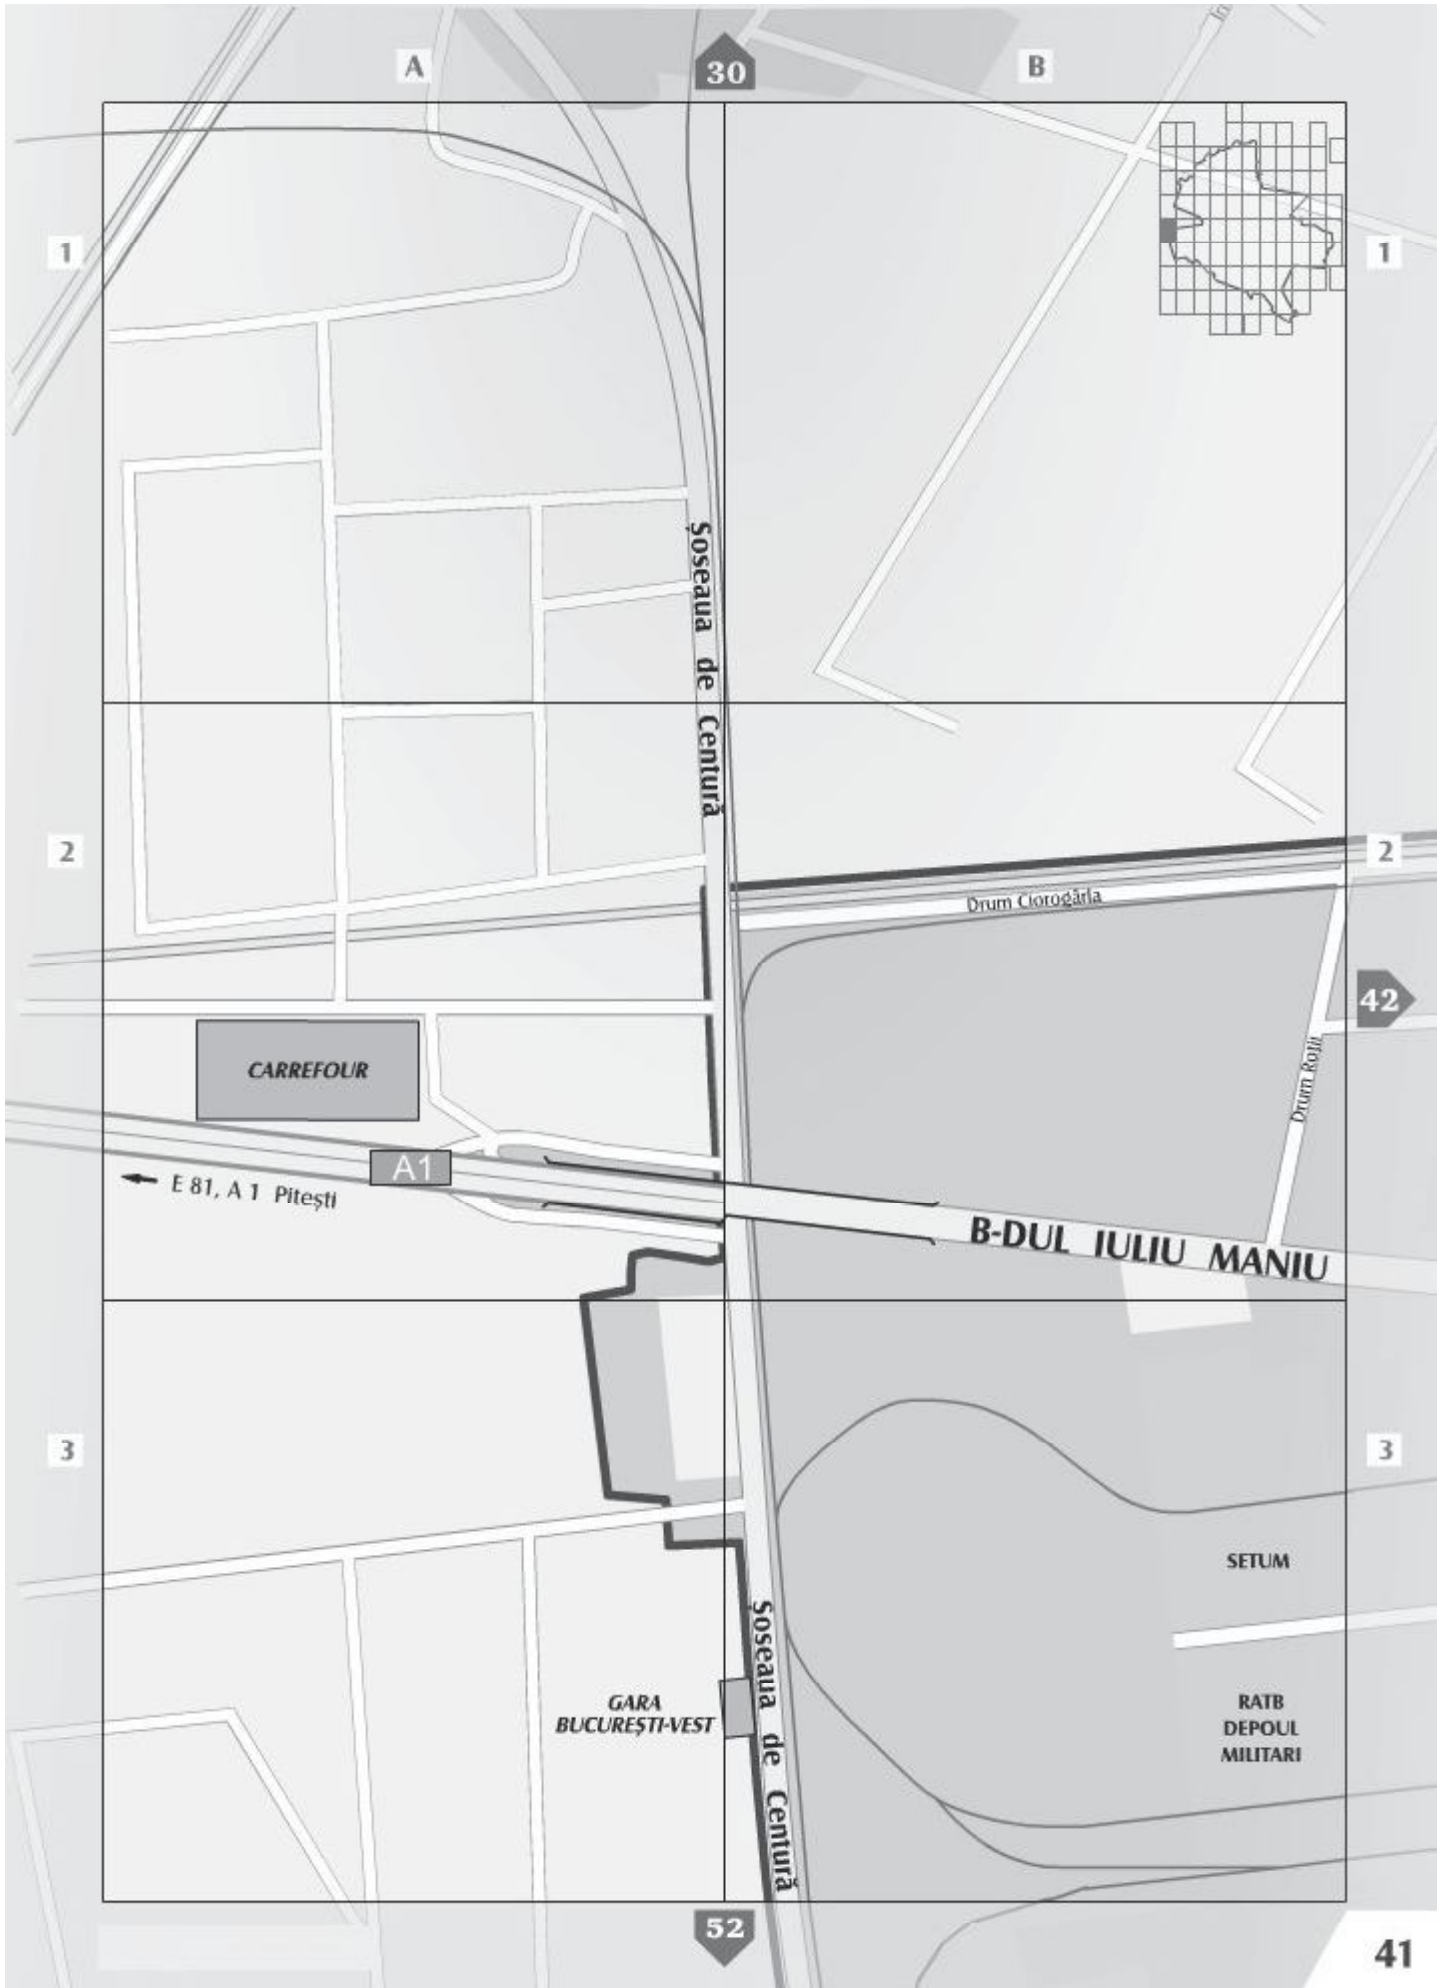 A
30
B
1
1
Șoseaua de Centură
2
2
Drum Ciorogârla
42
CARREFOUR
Drum Roții
A1
E 81, A 1 Pitești
B-DUL IULIU MANIU
3
3
SETUM
Șoseaua de Centură
GARA
BUCUREȘTI-VEST
RATB
DEPOUL
MILITARI
52
41